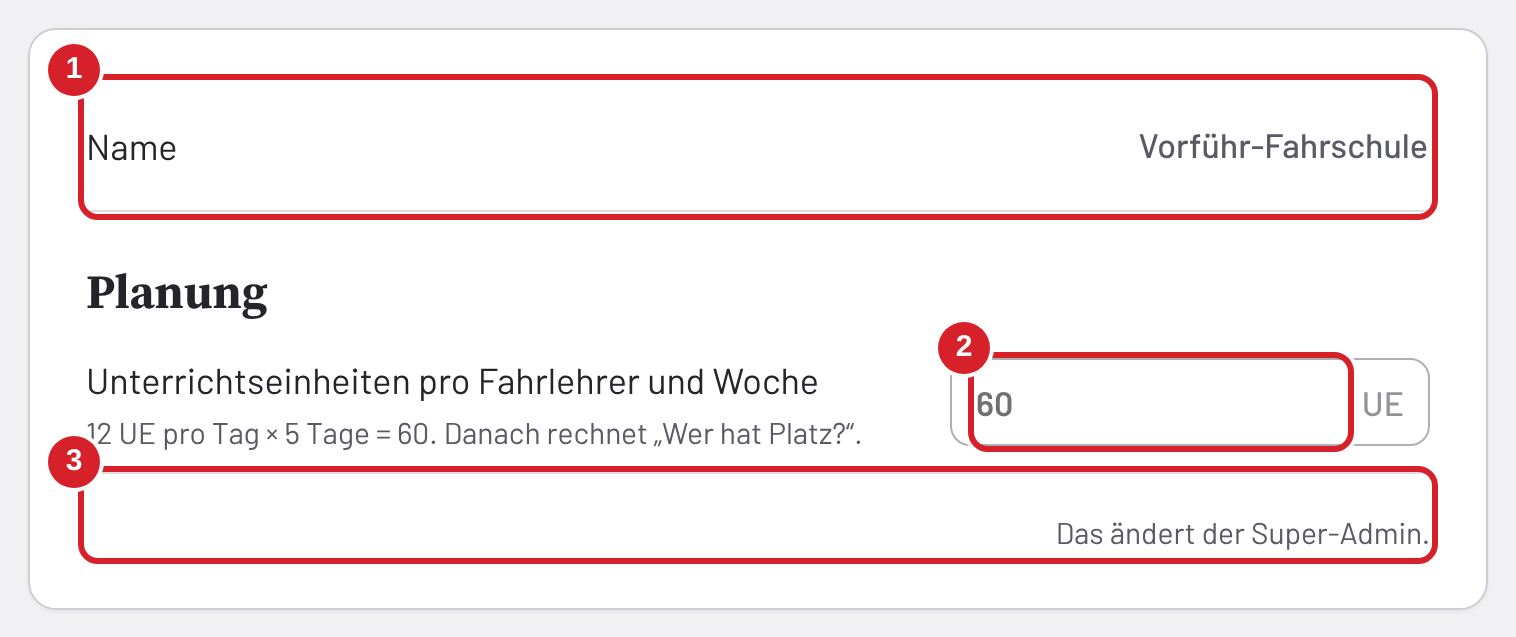 1
Name
Vorführ-Fahrschule
Planung
2
Unterrichtseinheiten pro Fahrlehrer und Woche
60
UE
12 UE pro Tag × 5 Tage = 60. Danach rechnet „Wer hat Platz?“.
3
Das ändert der Super-Admin.